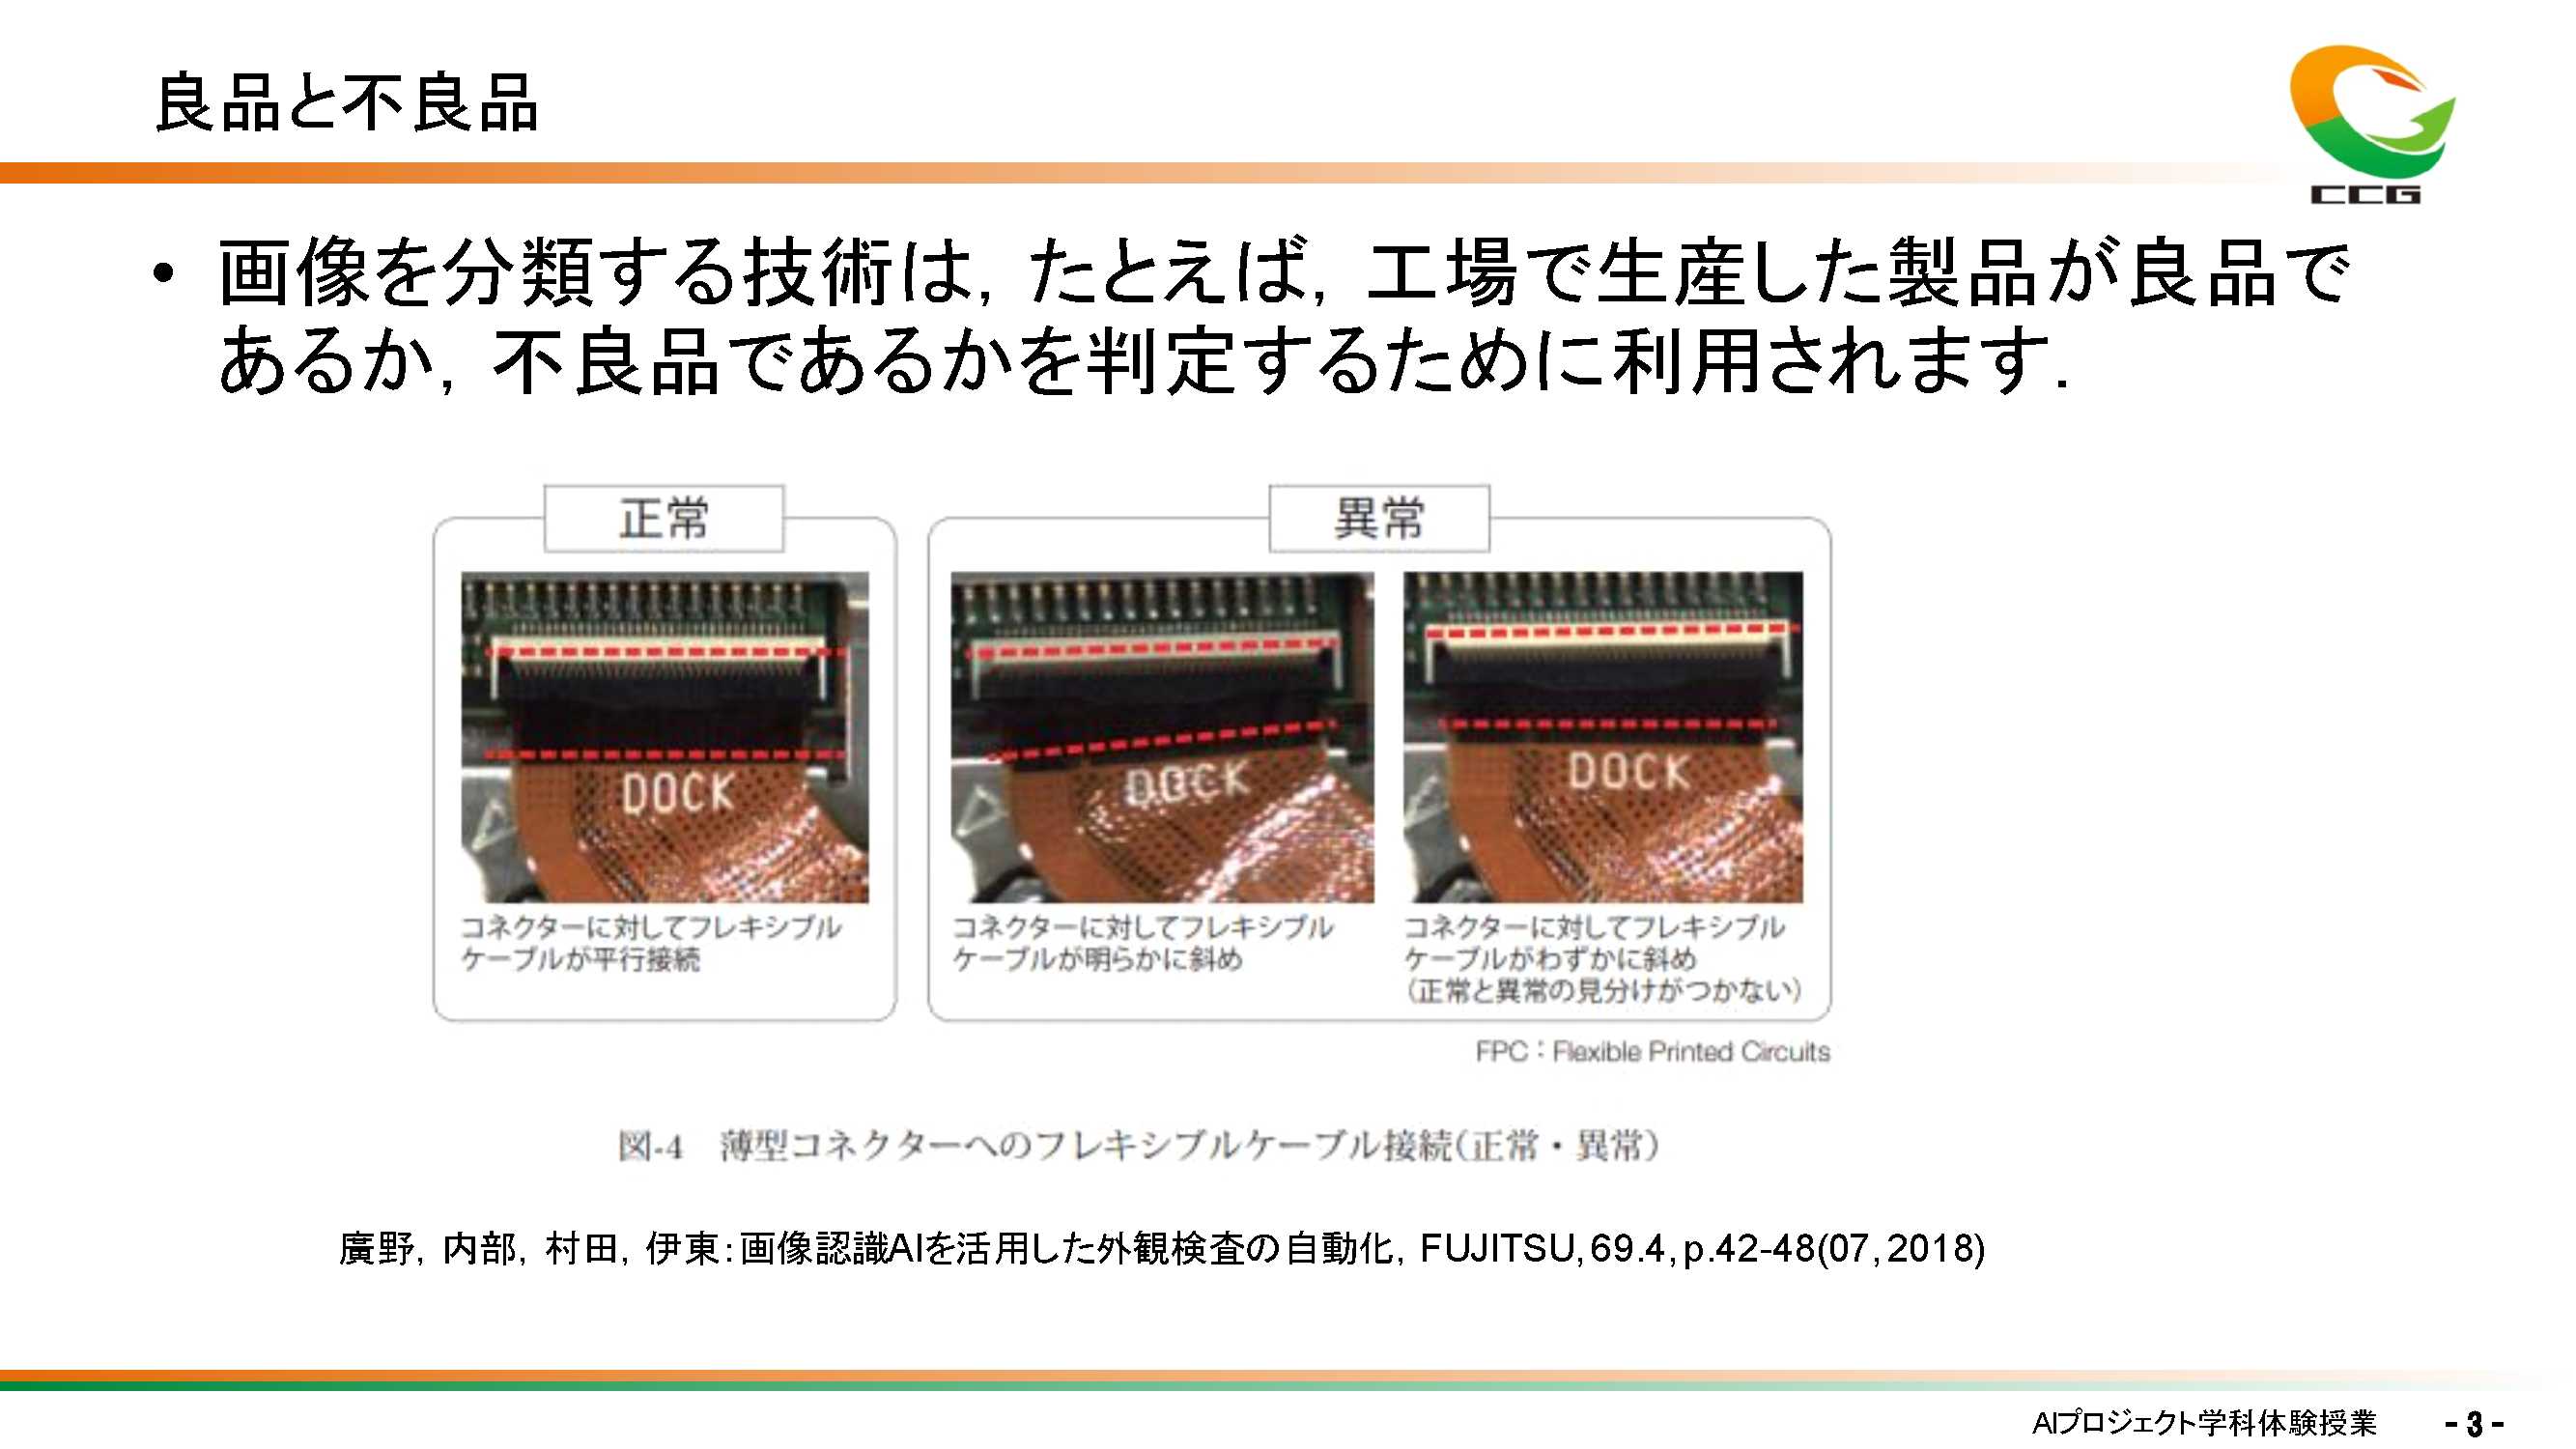 良品と不良品
CCG
• 画像を分類する技術は，たとえば，工場で生産した製品が良品で
あるか，不良品であるかを判定するために利用されます．
正常
異常
DOCK
DOCK
DOCK
コネクターに対してフレキシブル
ケーブルが平行接続
コネクターに対してフレキシブル
ケーブルが明らかに斜め
コネクターに対してフレキシブル
ケーブルがわずかに斜め
（正常と異常の見分けがつかない）
FPC：Flexible Printed Circuits
図-4　薄型コネクターへのフレキシブルケーブル接続（正常・異常）
廣野，内部，村田，伊東：画像認識AIを活用した外観検査の自動化，FUJITSU,69.4,p.42-48(07,2018)
AIプロジェクト学科体験授業
- 3 -